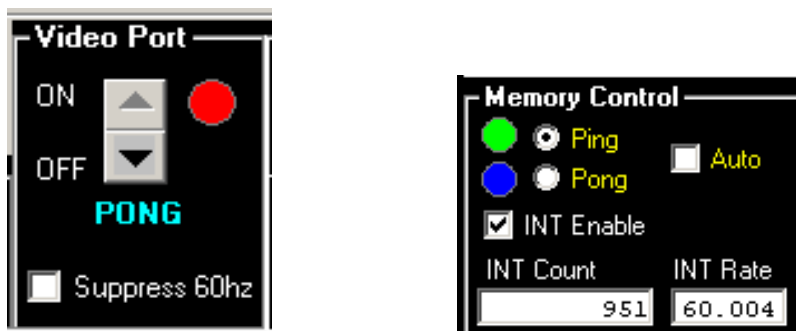 Video Port
ON
OFF
PONG
Suppress 60hz
Memory Control
Ping
Auto
Pong
INT Enable
INT Count INT Rate
951 60.004